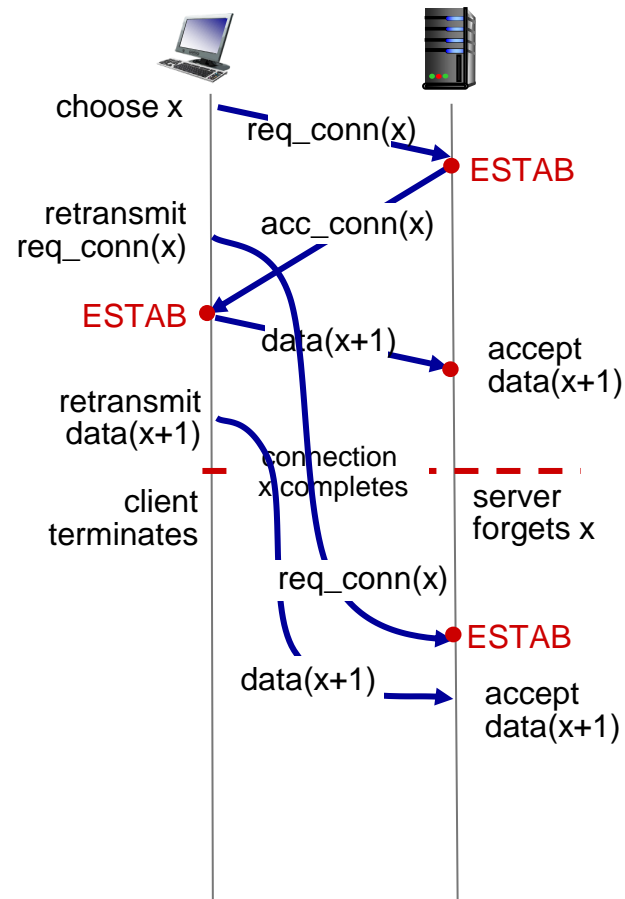 choose x
req_conn(x)
ESTAB
retransmit
req_conn(x)
acc_conn(x)
ESTAB
data(x+1)
accept
data(x+1)
retransmit
data(x+1)
connection
x completes
client
terminates
server
forgets x
req_conn(x)
ESTAB
data(x+1)
accept
data(x+1)